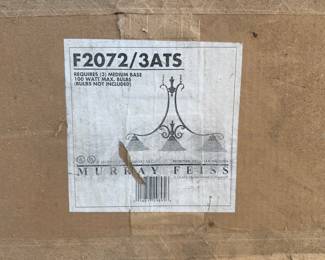 F2072/3ATS
REQUIRES (3) MEDIUM BASE
100 WATT MAX. BULBS
(BULBS NOT INCLUDED)
MURRAY FEISS